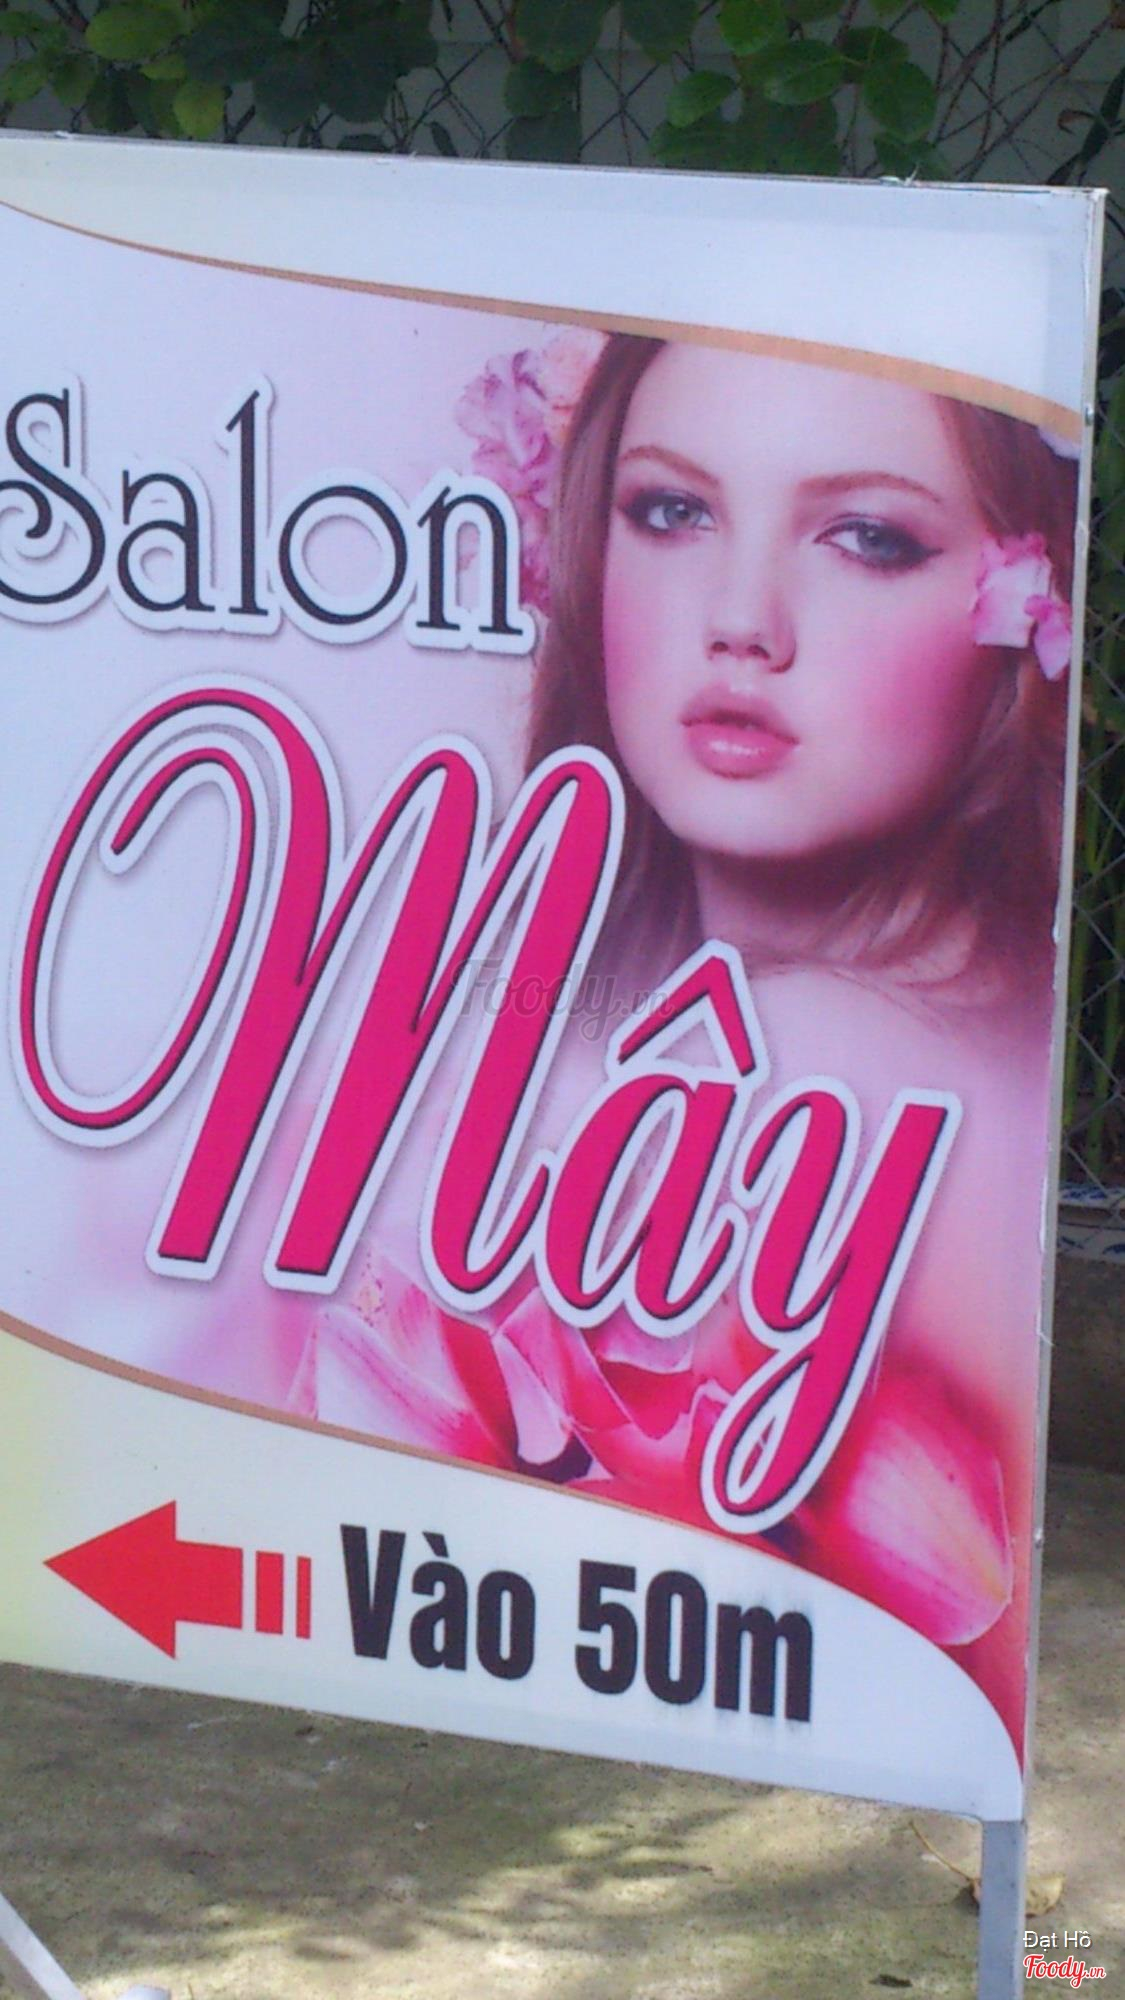 Salon
Mây
Foody.vn
Vào 50m
Đạt Hồ
Foody.vn